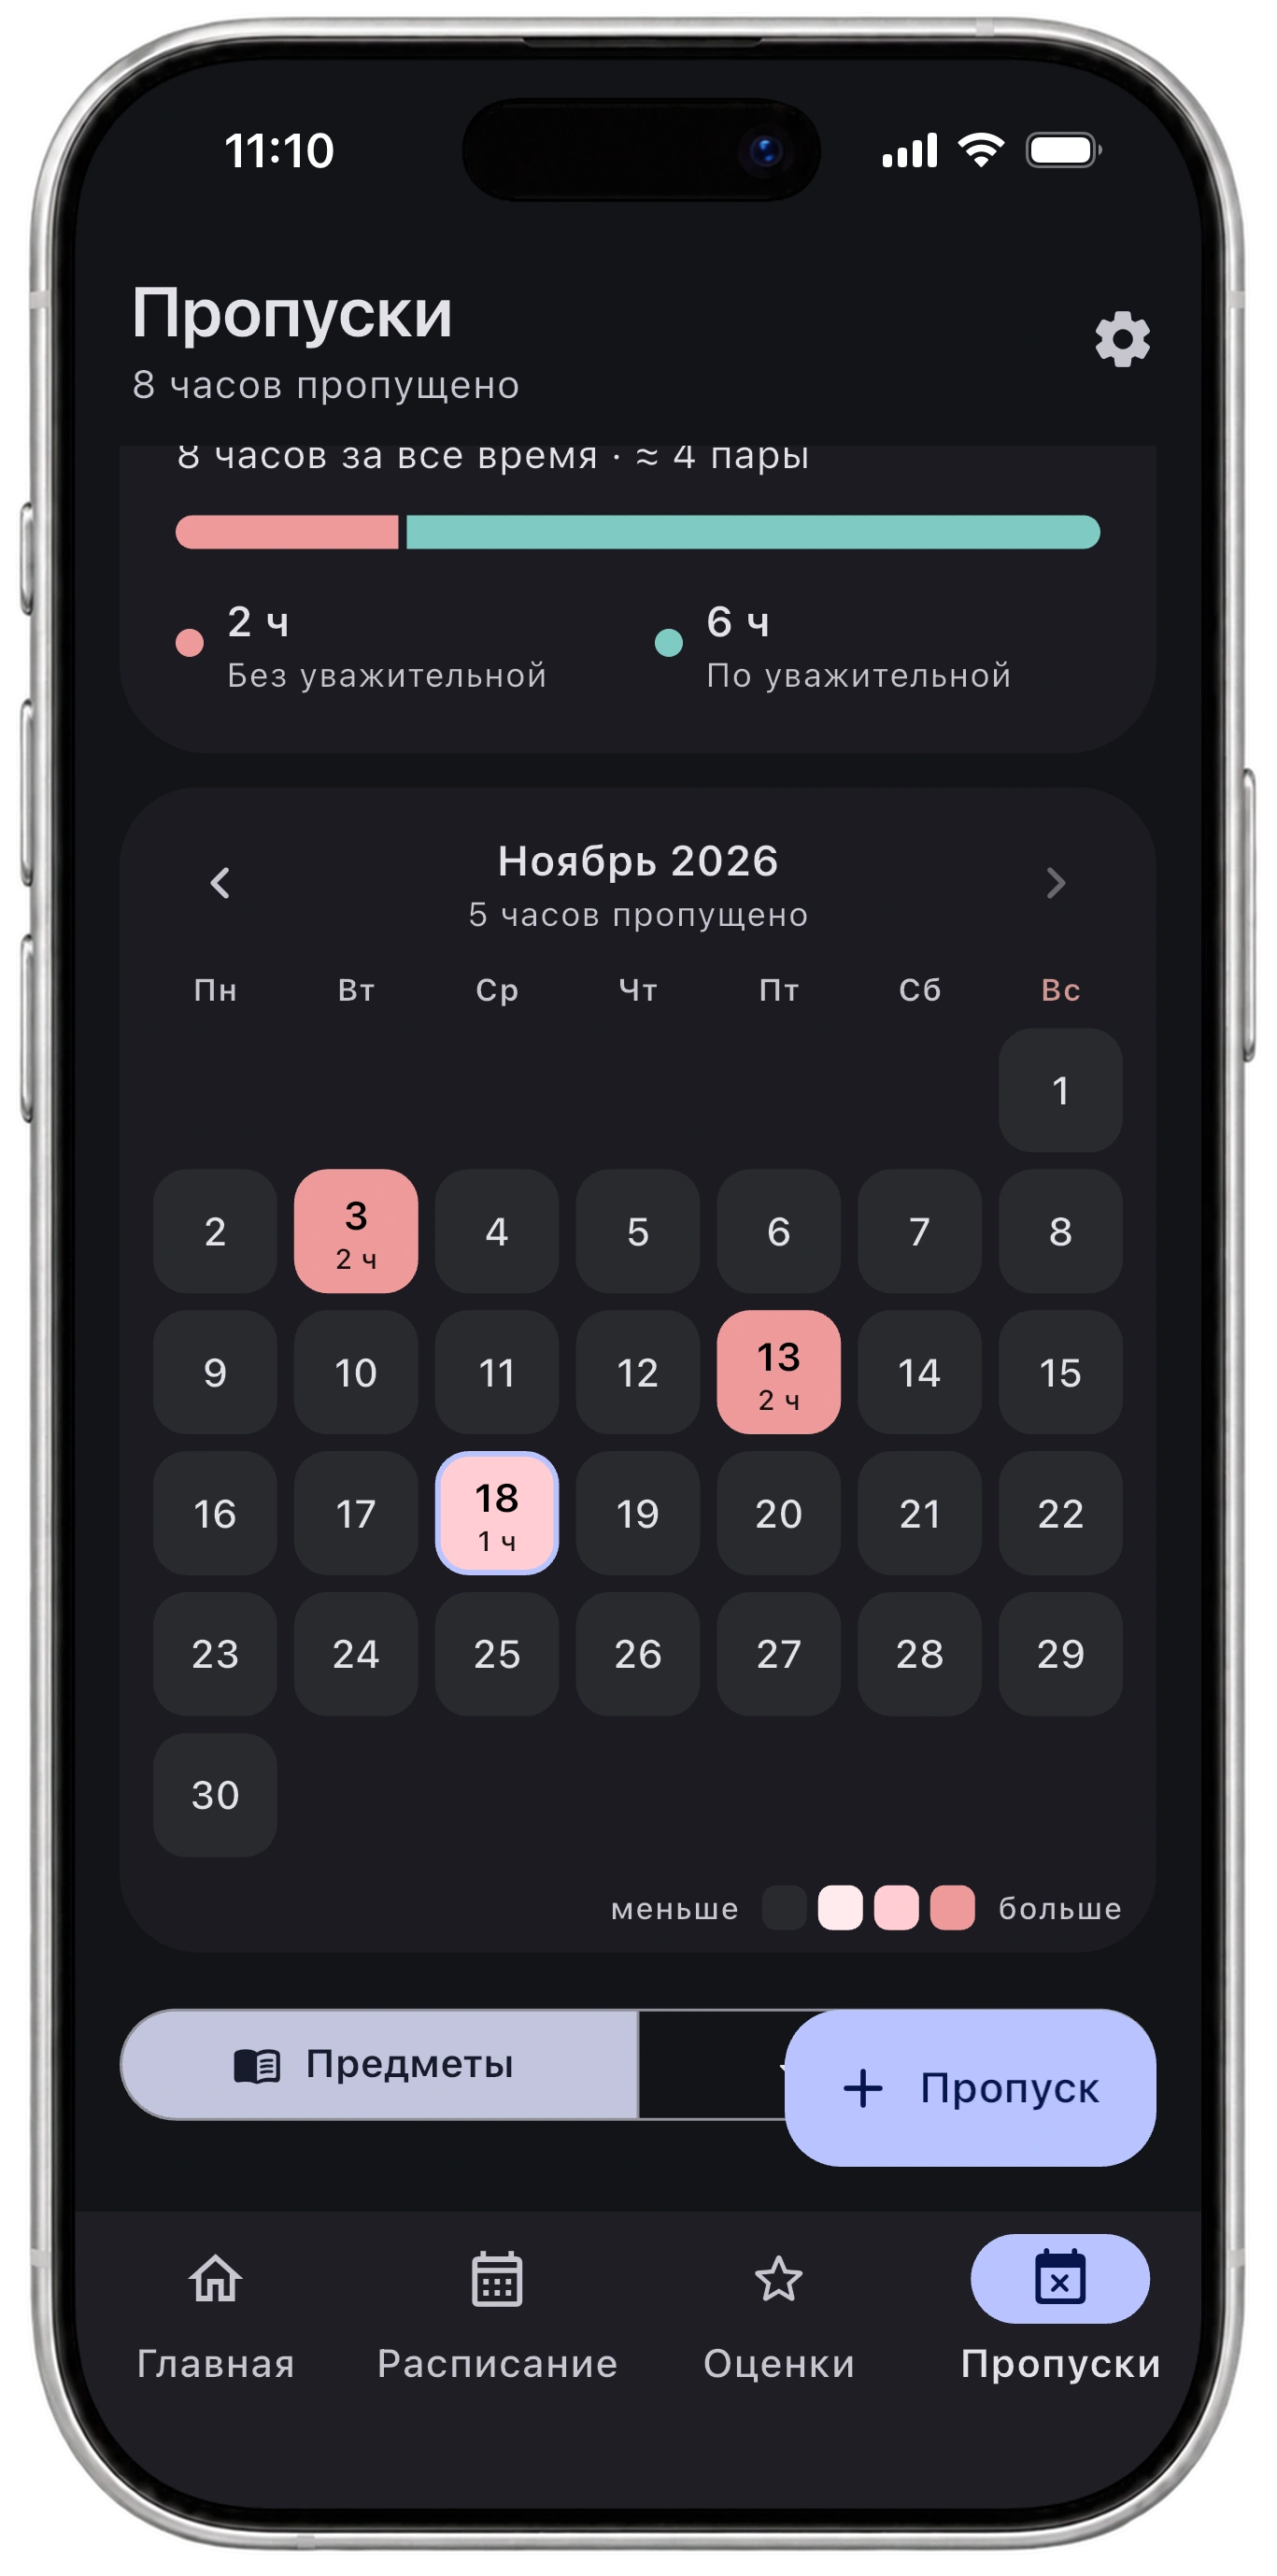 11:10
Пропуски
8 часов пропущено
8 часов за все время · ≈ 4 пары
2 ч
Без уважительной
6 ч
По уважительной
Ноябрь 2026
5 часов пропущено
Пн Вт Ср Чт Пт Сб Вс
1
2 3 4 5 6 7 8
2 ч
9 10 11 12 13 14 15
2 ч
16 17 18 19 20 21 22
1 ч
23 24 25 26 27 28 29
30
меньше больше
Предметы
+ Пропуск
Главная Расписание Оценки Пропуски